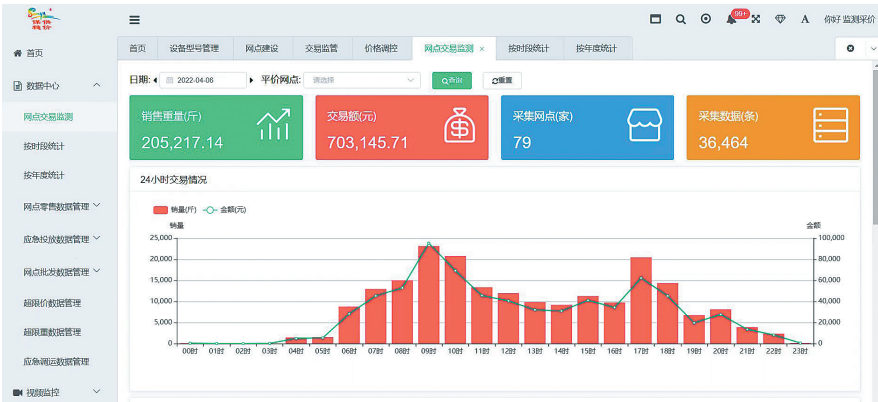 保供
稳价
99+
A
你好 监测采价
首页
数据中心
网点交易监测
按时段统计
按年度统计
网点零售数据管理
应急投放数据管理
网点批发数据管理
超限价数据管理
超限重数据管理
应急调运数据管理
视频监控
首页
设备型号管理
网点建设
交易监管
价格调控
网点交易监测 ×
按时段统计
按年度统计
日期:
2022-04-06
平价网点:
请选择
查询
重置
销售重量(斤)
205,217.14
交易额(元)
703,145.71
采集网点(家)
79
采集数据(条)
36,464
24小时交易情况
销量(斤) 金额(元)
销量
金额
25,000
20,000
15,000
10,000
5,000
0
100,000
80,000
60,000
40,000
20,000
0
00时 01时 02时 03时 04时 05时 06时 07时 08时 09时 10时 11时 12时 13时 14时 15时 16时 17时 18时 19时 20时 21时 22时 23时